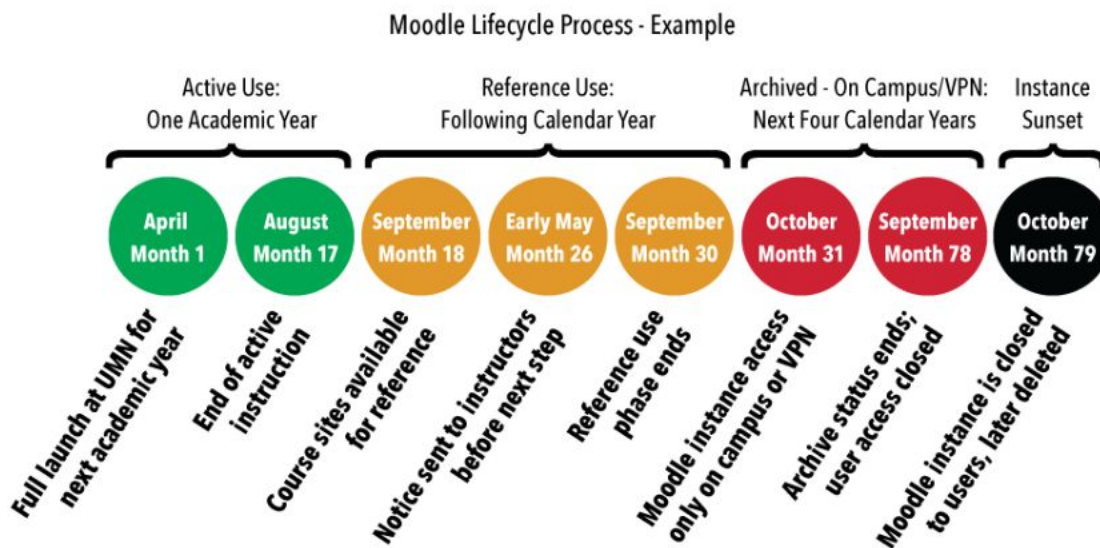 Moodle Lifecycle Process - Example
Active Use:
One Academic Year
Reference Use:
Following Calendar Year
Archived - On Campus/VPN:
Next Four Calendar Years
Instance
Sunset
April
Month 1
August
Month 17
September
Month 18
Early May
Month 26
September
Month 30
October
Month 31
September
Month 78
October
Month 79
Full launch at UMN for
next academic year
End of active
instruction
Course sites available
for reference
Notice sent to instructors
before next step
Reference use
phase ends
Moodle instance access
only on campus or VPN
Archive status ends;
user access closed
Moodle instance is closed
to users, later deleted